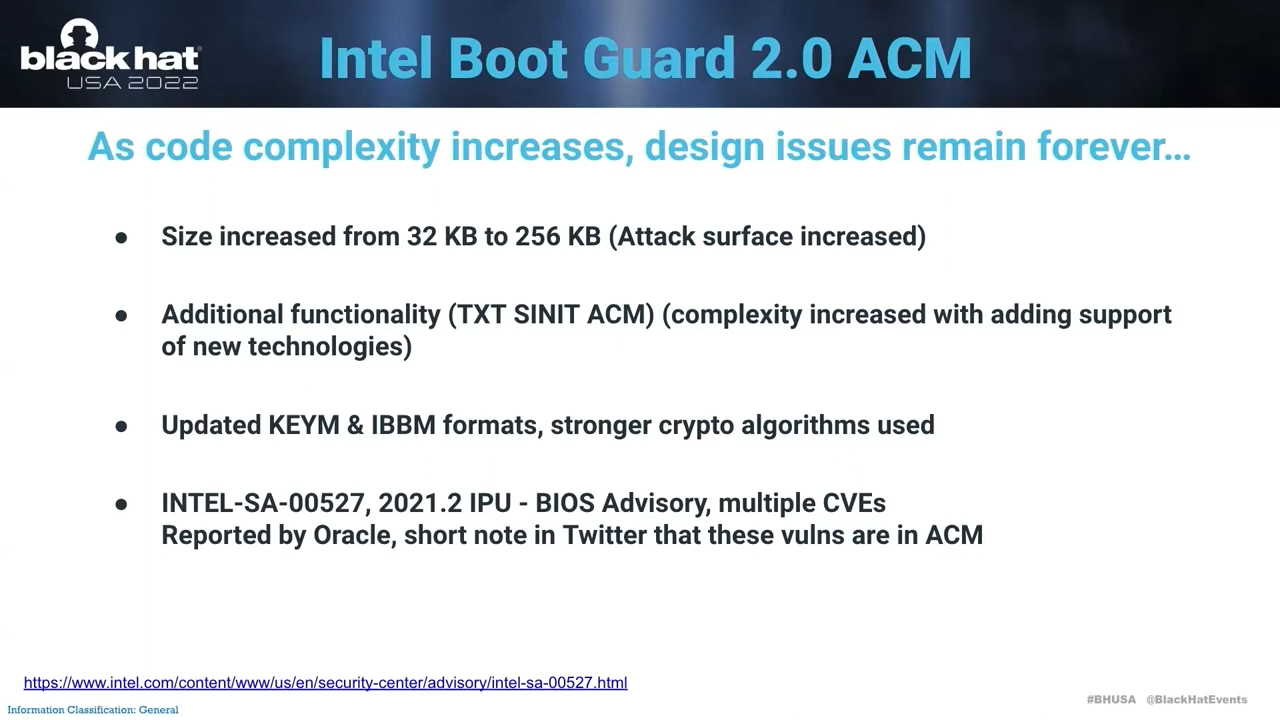 black hat
USA 2022
Intel Boot Guard 2.0 ACM
As code complexity increases, design issues remain forever...
● Size increased from 32 KB to 256 KB (Attack surface increased)
● Additional functionality (TXT SINIT ACM) (complexity increased with adding support
of new technologies)
● Updated KEYM & IBBM formats, stronger crypto algorithms used
● INTEL-SA-00527, 2021.2 IPU - BIOS Advisory, multiple CVEs
Reported by Oracle, short note in Twitter that these vulns are in ACM
https://www.intel.com/content/www/us/en/security-center/advisory/intel-sa-00527.html
Information Classification: General
#BHUSA @BlackHatEvents